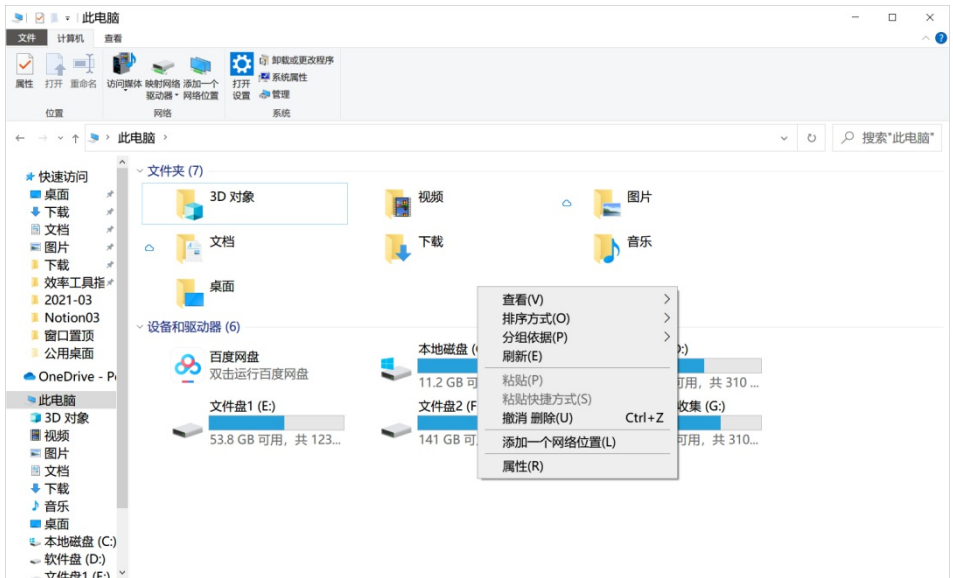 此电脑
文件 计算机 查看
属性 打开 重命名 访问媒体 映射网络驱动器 添加一个网络位置 打开设置 卸载或更改程序
系统属性
管理
位置 网络 系统
此电脑
搜索"此电脑"
快速访问
桌面
下载
文档
图片
下载
效率工具指
2021-03
Notion03
窗口置顶
公用桌面
OneDrive - P
此电脑
3D 对象
视频
图片
文档
下载
音乐
桌面
本地磁盘 (C:)
软件盘 (D:)
文件盘1 (E:)
文件夹 (7)
3D 对象 视频 图片
文档 下载 音乐
桌面
设备和驱动器 (6)
百度网盘
双击运行百度网盘
本地磁盘 (
11.2 GB 可
:)
可用，共 310 ...
文件盘1 (E:)
53.8 GB 可用，共 123...
文件盘2 (F
141 GB 可
收集 (G:)
可用，共 310...
查看(V)
排序方式(O)
分组依据(P)
刷新(E)
粘贴(P)
粘贴快捷方式(S)
撤消 删除(U) Ctrl+Z
添加一个网络位置(L)
属性(R)